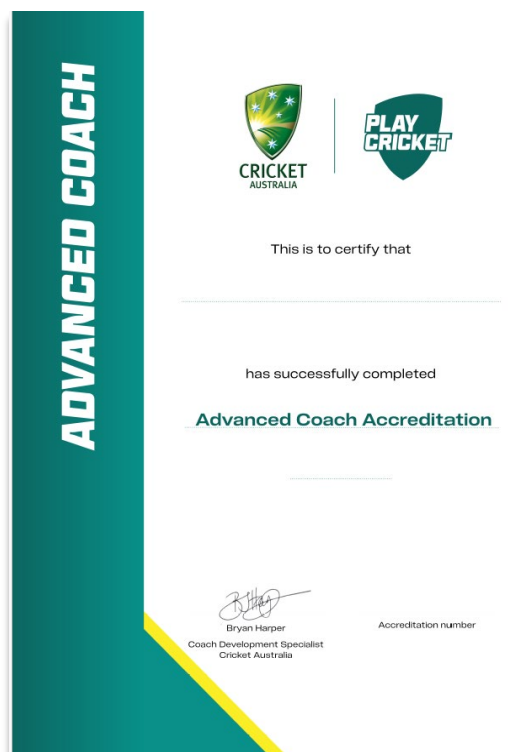 ADVANCED COACH
CRICKET
AUSTRALIA
PLAY
CRICKET
This is to certify that
has successfully completed
Advanced Coach Accreditation
Bryan Harper
Coach Development Specialist
Cricket Australia
Accreditation number